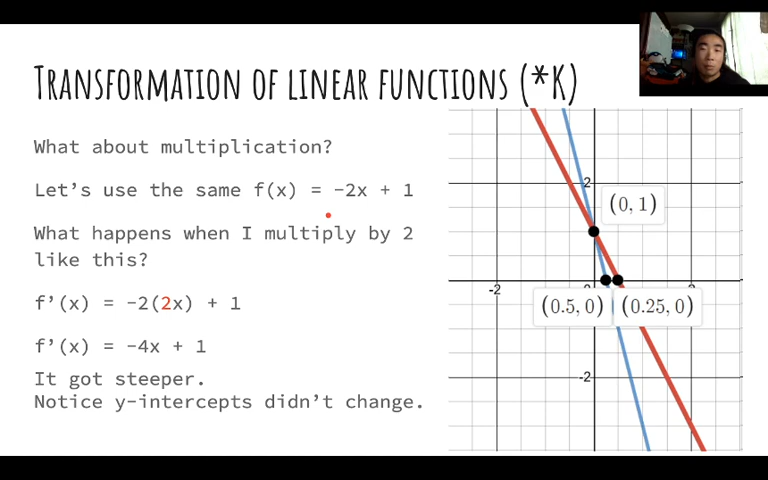 TRANSFORMATION OF LINEAR FUNCTIONS (*K)
What about multiplication?
Let's use the same f(x) = -2x + 1
What happens when I multiply by 2
like this?
f'(x) = -2(2x) + 1
f'(x) = -4x + 1
It got steeper.
Notice y-intercepts didn't change.
2
(0, 1)
-2
0
2
(0.5, 0)
(0.25, 0)
-2